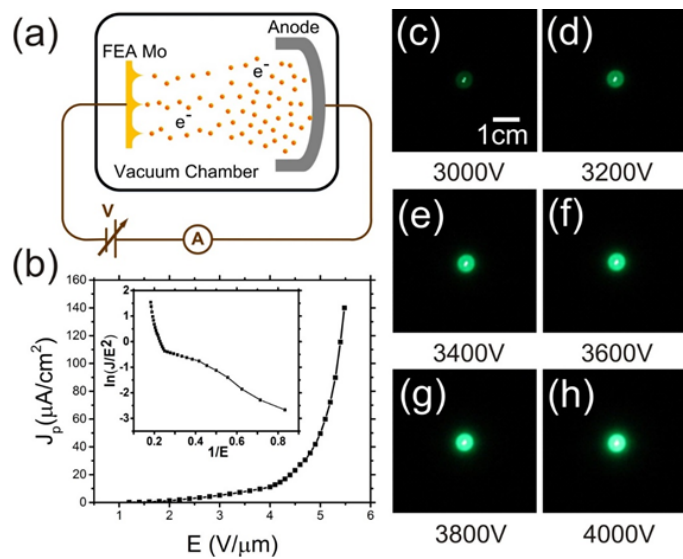 (a)
Anode
FEA Mo
e-
e-
Vacuum Chamber
V
A
(b)
160
140
120
100
80
60
40
20
0
Jp(μA/cm²)
1
2
3
4
5
6
E (V/μm)
2
1
0
-1
-2
-3
ln(J/E²)
0.2
0.4
0.6
0.8
1/E
(c)
1cm
3000V
(d)
3200V
(e)
3400V
(f)
3600V
(g)
3800V
(h)
4000V